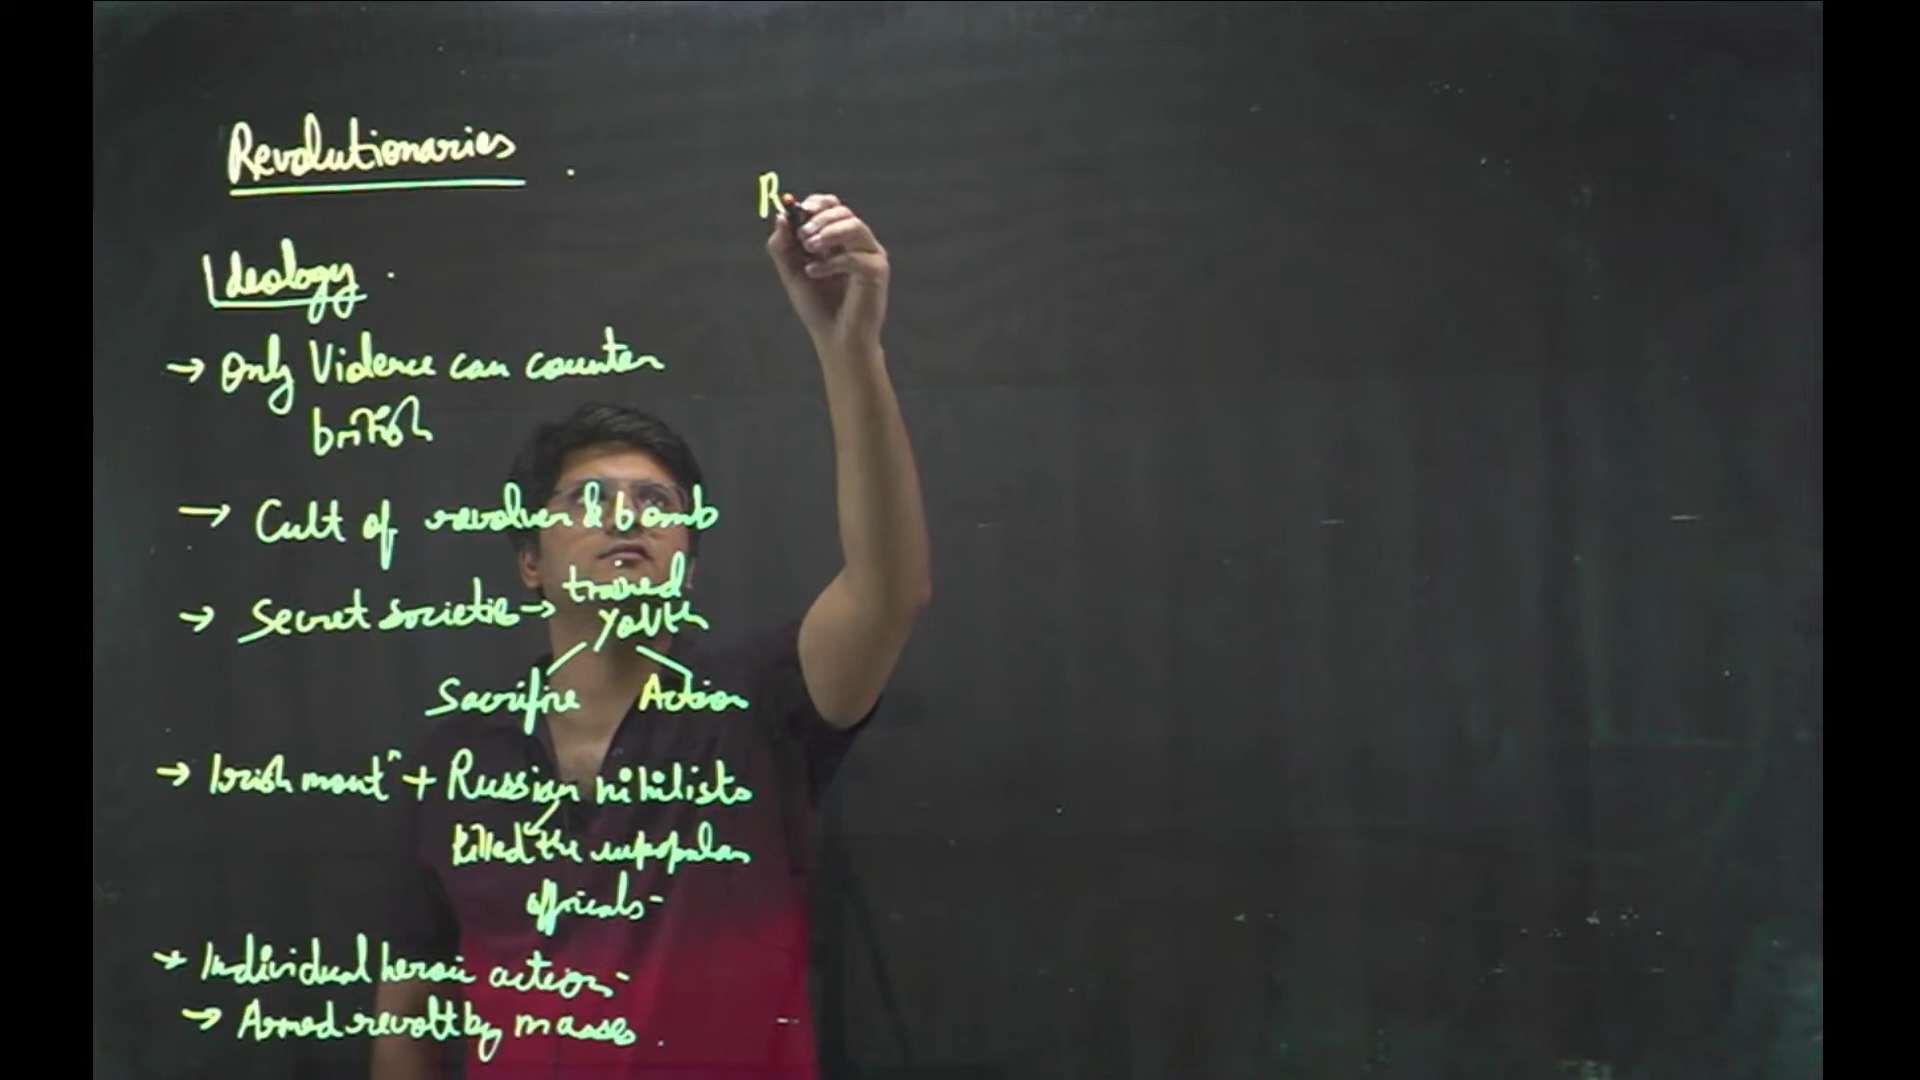 Revolutionaries
Ideology
→ Only Violence can counter
british
→ Cult of revolver & bomb
→ Secret societies → trained
youth
Sacrifice Action
→ Irish movt^n + Russian nihilists
killed the unpopular
officials-
→ Individual heroic action-
→ Armed revolt by masses
R